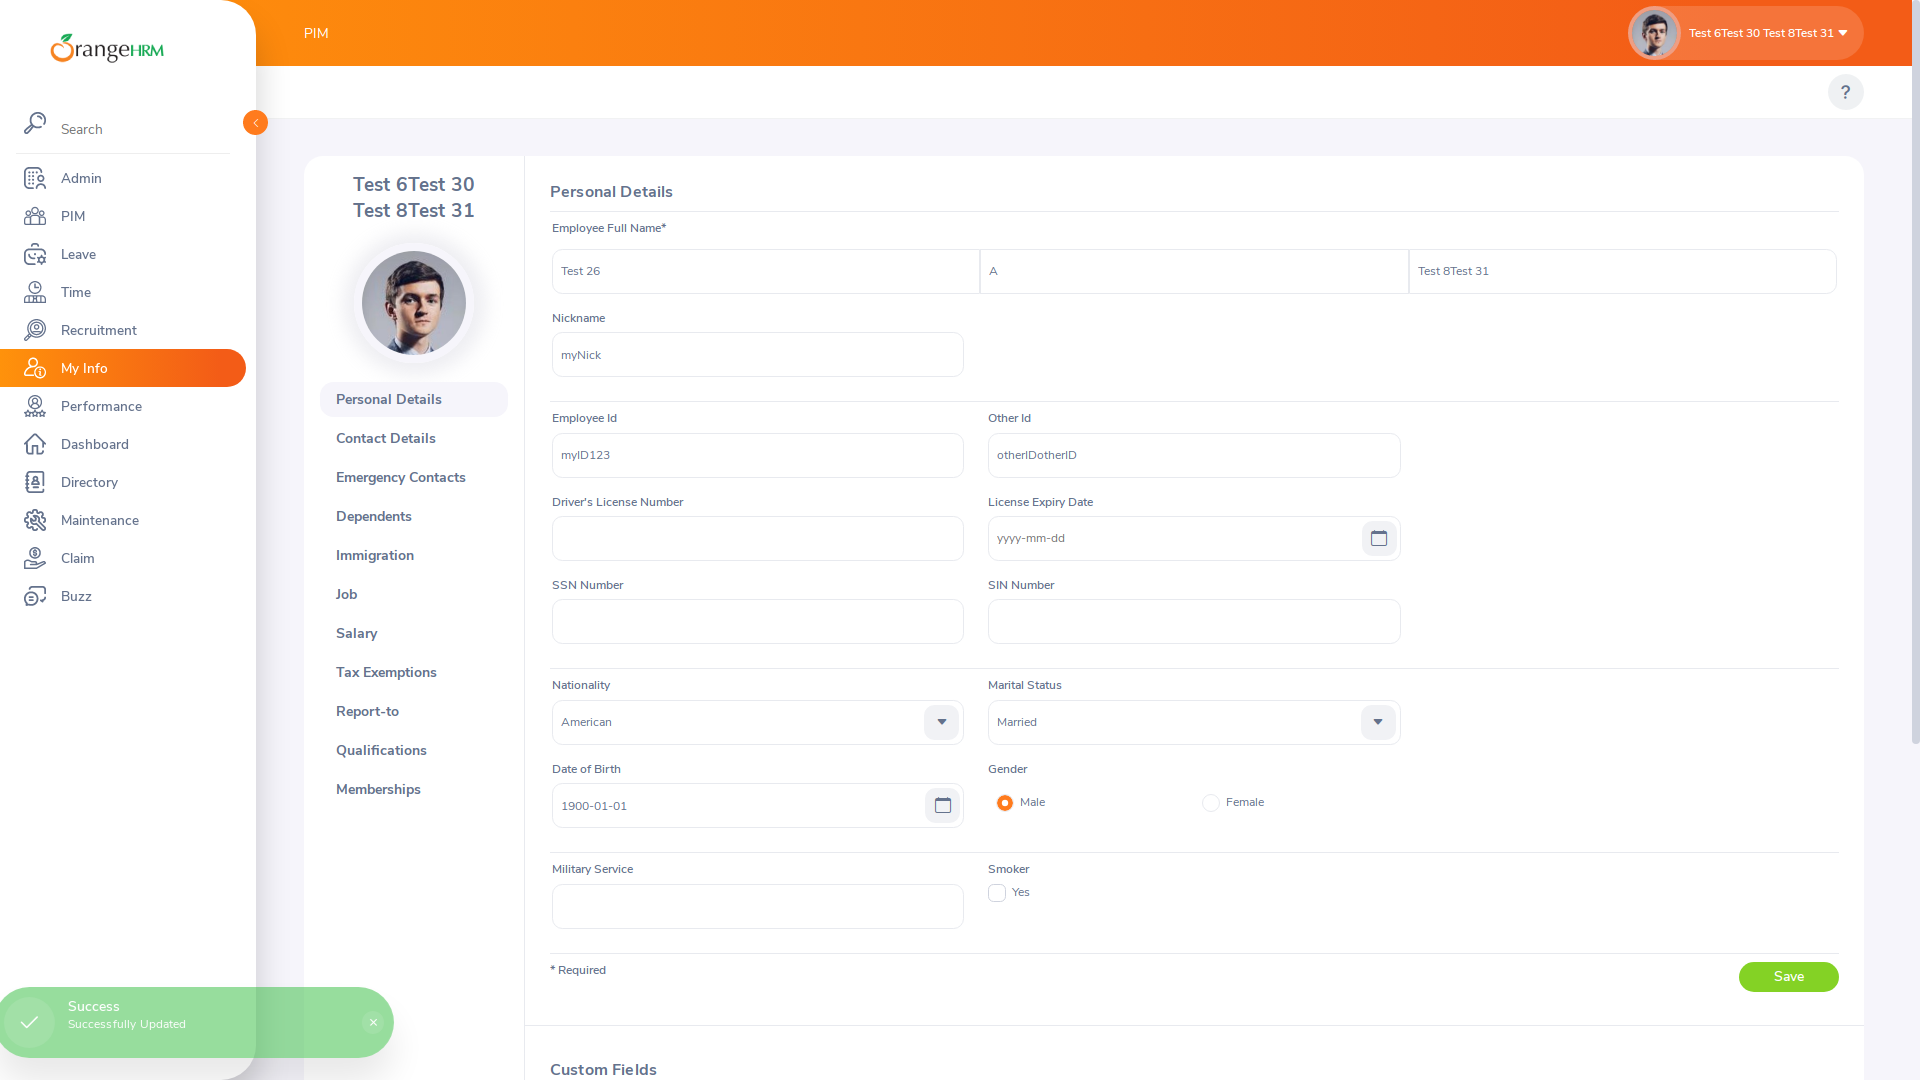 OrangeHRM
Search
Admin
PIM
Leave
Time
Recruitment
My Info
Performance
Dashboard
Directory
Maintenance
Claim
Buzz
PIM
Test 6Test 30 Test 8Test 31
?
Test 6Test 30
Test 8Test 31
Personal Details
Contact Details
Emergency Contacts
Dependents
Immigration
Job
Salary
Tax Exemptions
Report-to
Qualifications
Memberships
Personal Details
Employee Full Name*
Test 26 A Test 8Test 31
Nickname
myNick
Employee Id Other Id
myID123 otherIDotherID
Driver's License Number License Expiry Date
yyyy-mm-dd
SSN Number SIN Number
Nationality Marital Status
American Married
Date of Birth Gender
1900-01-01 Male Female
Military Service Smoker
Yes
* Required
Save
Custom Fields
Success
Successfully Updated